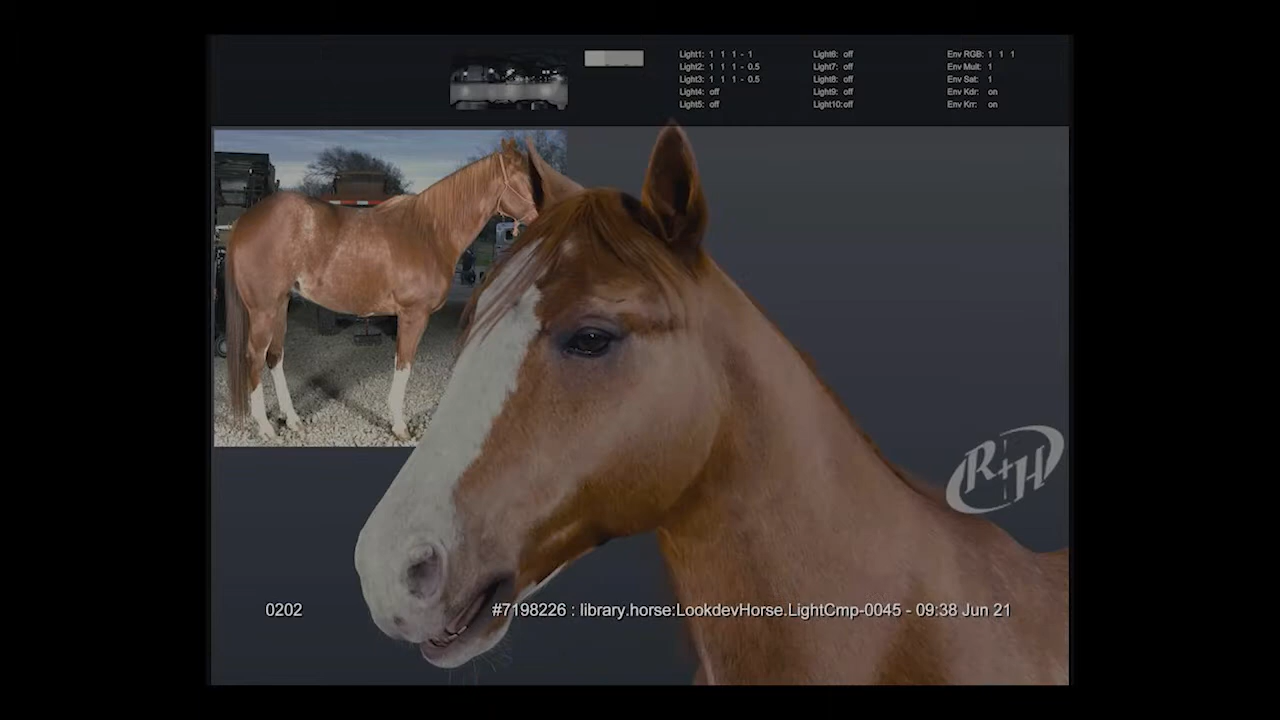 Light1: 1 1 1 - 1
Light2: 1 1 1 - 0.5
Light3: 1 1 1 - 0.5
Light4: off
Light5: off
Light6: off
Light7: off
Light8: off
Light9: off
Light10:off
Env RGB: 1 1 1
Env Mult: 1
Env Sat: 1
Env Kdr: on
Env Krr: on
R+H
0202
#7198226 : library.horse:LookdevHorse.LightCmp-0045 - 09:38 Jun 21